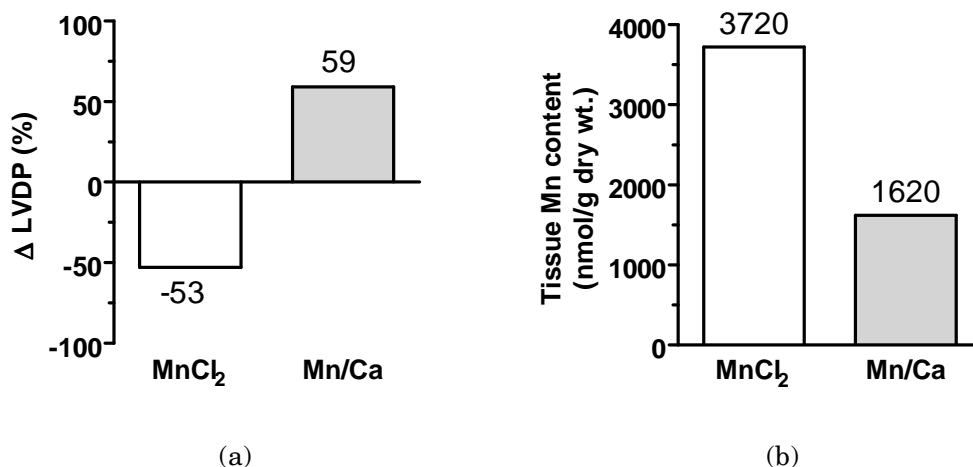 100
50
0
-50
-100
Δ LVDP (%)
59
-53
MnCl2
Mn/Ca
(a)
4000
3000
2000
1000
0
Tissue Mn content
(nmol/g dry wt.)
3720
1620
MnCl2
Mn/Ca
(b)